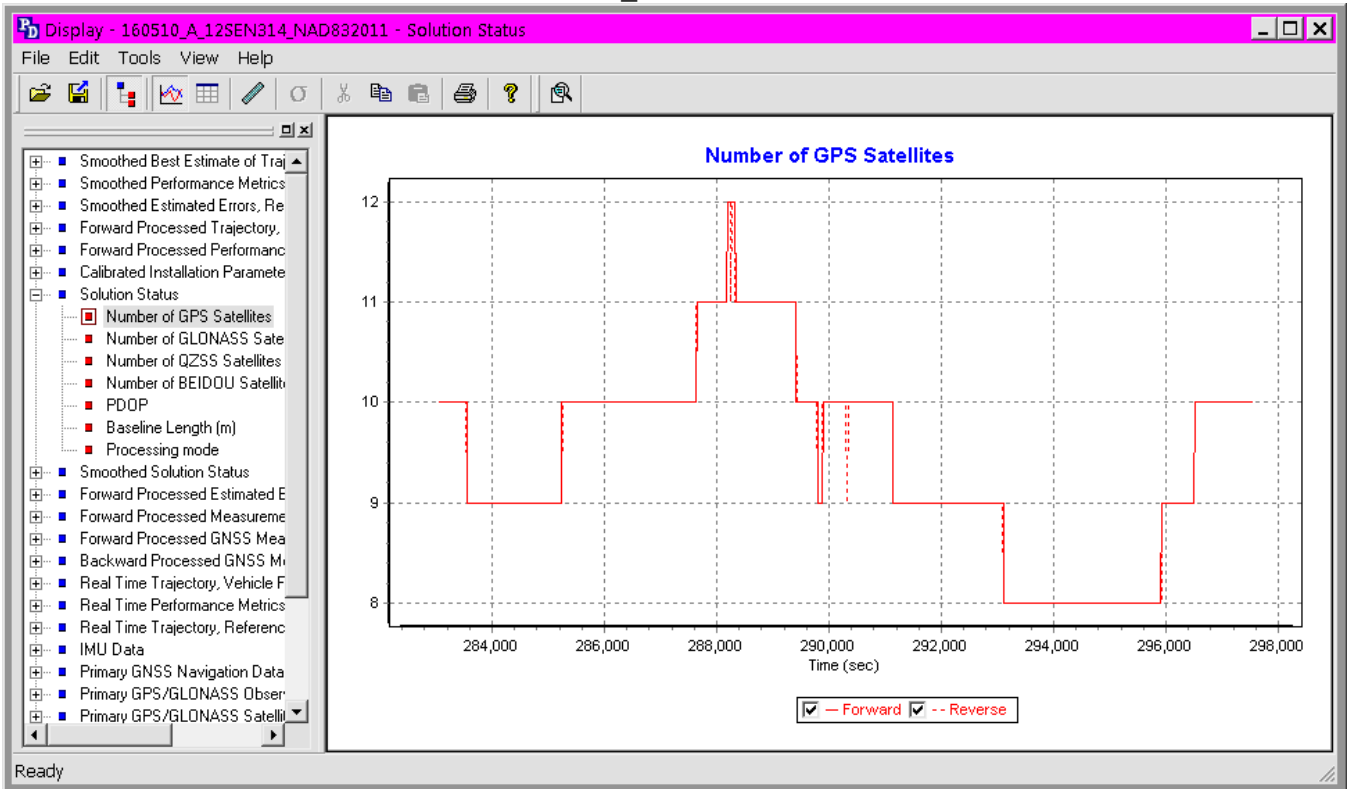 Display - 160510_A_12SEN314_NAD832011 - Solution Status
File Edit Tools View Help
Smoothed Best Estimate of Traj
Smoothed Performance Metrics
Smoothed Estimated Errors, Re
Forward Processed Trajectory,
Forward Processed Performanc
Calibrated Installation Paramete
Solution Status
Number of GPS Satellites
Number of GLONASS Sate
Number of QZSS Satellites
Number of BEIDOU Satellit
PDOP
Baseline Length (m)
Processing mode
Smoothed Solution Status
Forward Processed Estimated E
Forward Processed Measureme
Forward Processed GNSS Mea
Backward Processed GNSS Me
Real Time Trajectory, Vehicle F
Real Time Performance Metrics
Real Time Trajectory, Referenc
IMU Data
Primary GNSS Navigation Data
Primary GPS/GLONASS Obser
Primary GPS/GLONASS Satelli
Number of GPS Satellites
12
11
10
9
8
284,000 286,000 288,000 290,000 292,000 294,000 296,000 298,000
Time (sec)
Forward -- Reverse
Ready